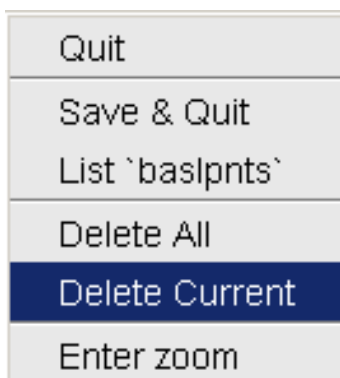 Quit
Save & Quit
List `baslpnts`
Delete All
Delete Current
Enter zoom